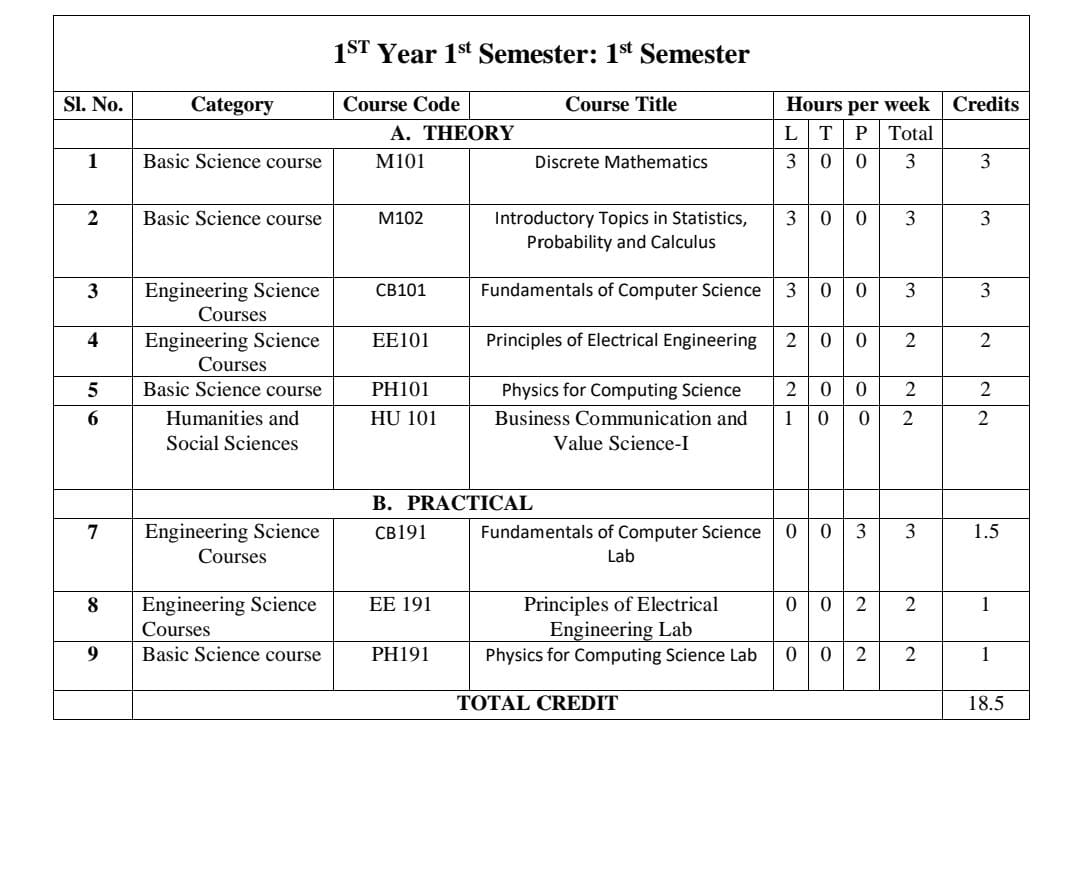 1ST Year 1st Semester: 1st Semester
Sl. No. Category Course Code Course Title Hours per week Credits
A. THEORY L T P Total
1 Basic Science course M101 Discrete Mathematics 3 0 0 3 3
2 Basic Science course M102 Introductory Topics in Statistics, 3 0 0 3 3
Probability and Calculus
3 Engineering Science CB101 Fundamentals of Computer Science 3 0 0 3 3
Courses
4 Engineering Science EE101 Principles of Electrical Engineering 2 0 0 2 2
Courses
5 Basic Science course PH101 Physics for Computing Science 2 0 0 2 2
6 Humanities and HU 101 Business Communication and 1 0 0 2 2
Social Sciences Value Science-I
B. PRACTICAL
7 Engineering Science CB191 Fundamentals of Computer Science 0 0 3 3 1.5
Courses Lab
8 Engineering Science EE 191 Principles of Electrical 0 0 2 2 1
Courses Engineering Lab
9 Basic Science course PH191 Physics for Computing Science Lab 0 0 2 2 1
TOTAL CREDIT 18.5